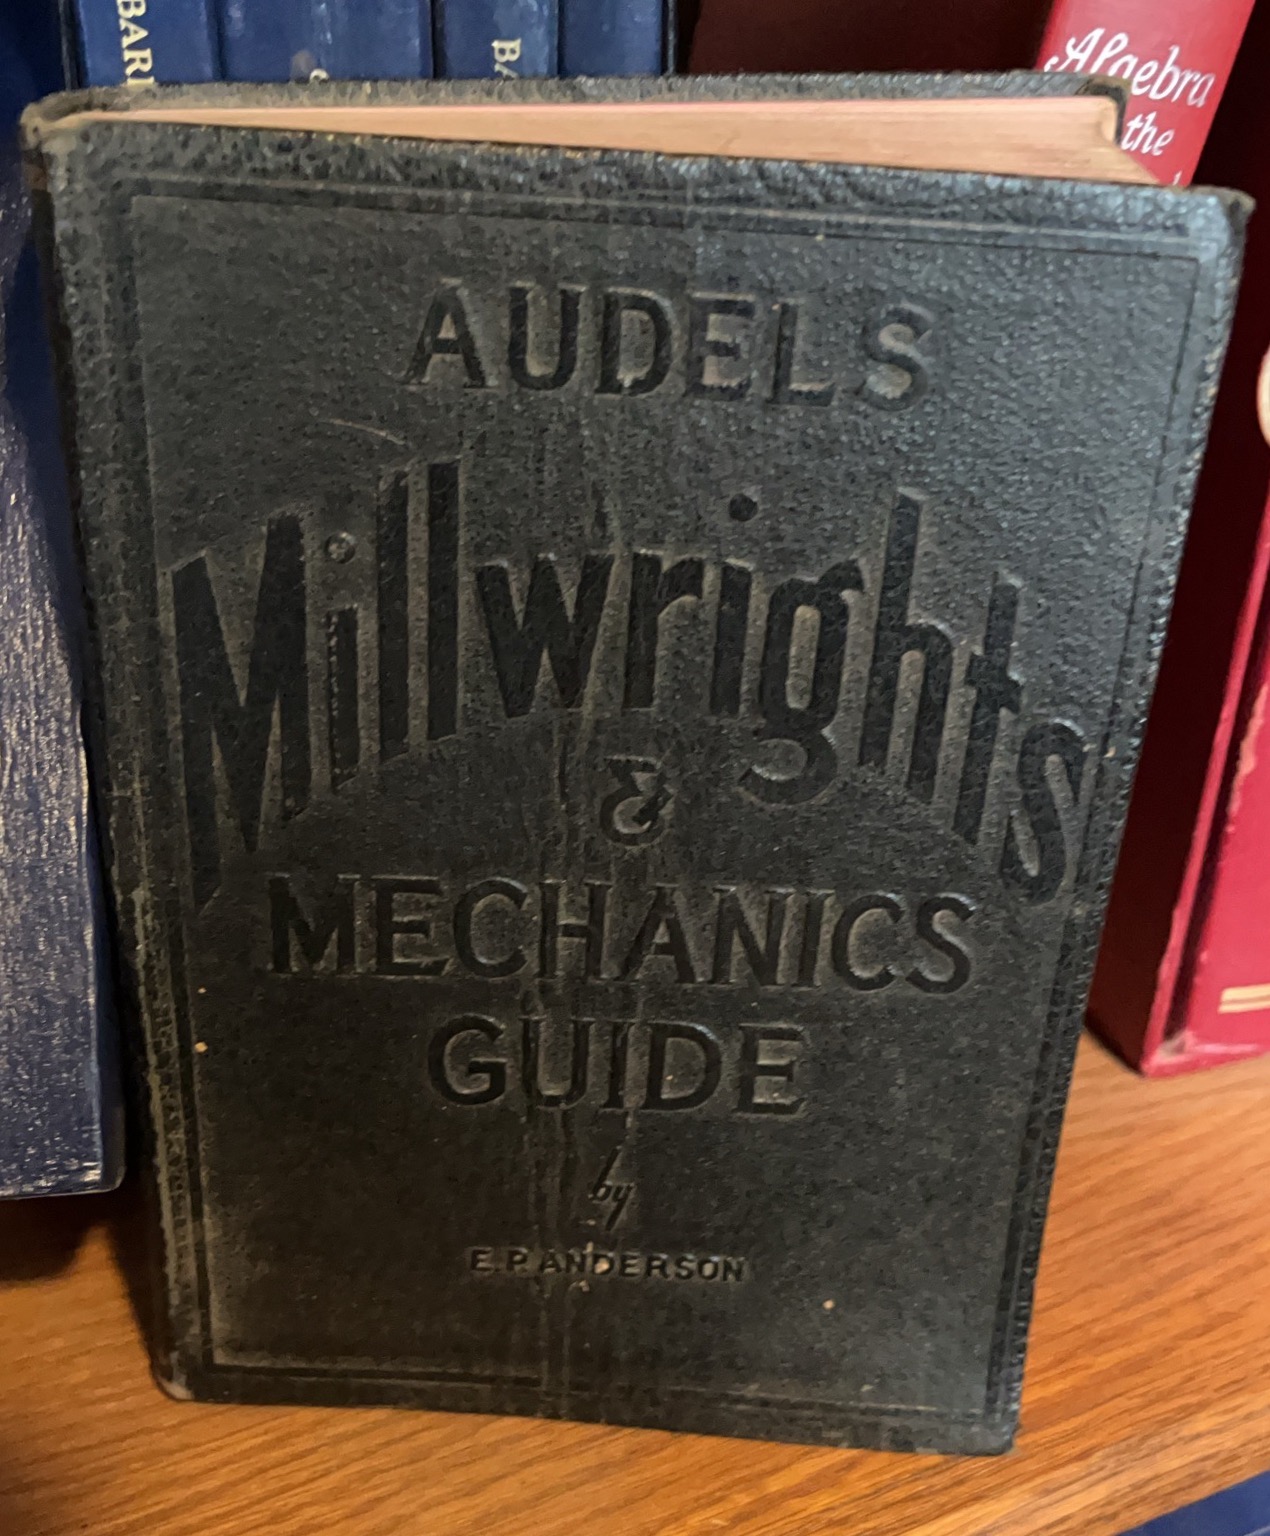 Algebra
the
AUDELS
Millwrights
&
MECHANICS
GUIDE
by
E.P. ANDERSON